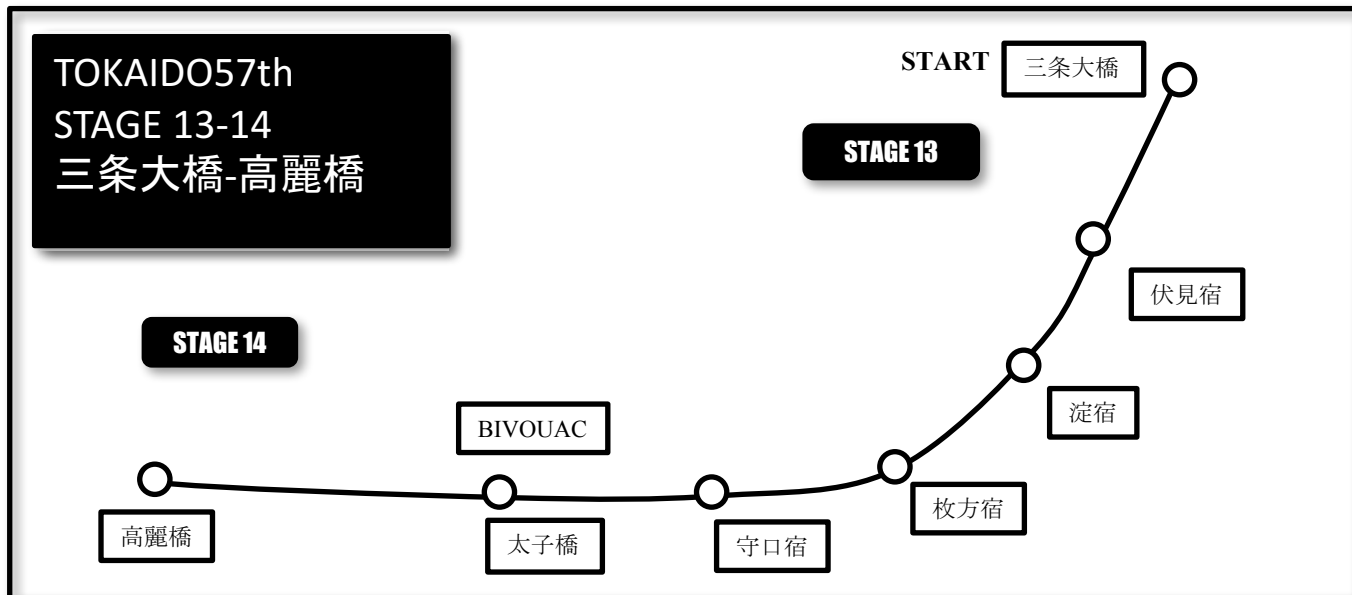 TOKAIDO57th
STAGE 13-14
三条大橋-高麗橋
START
三条大橋
STAGE 13
伏見宿
STAGE 14
淀宿
BIVOUAC
枚方宿
高麗橋
太子橋
守口宿